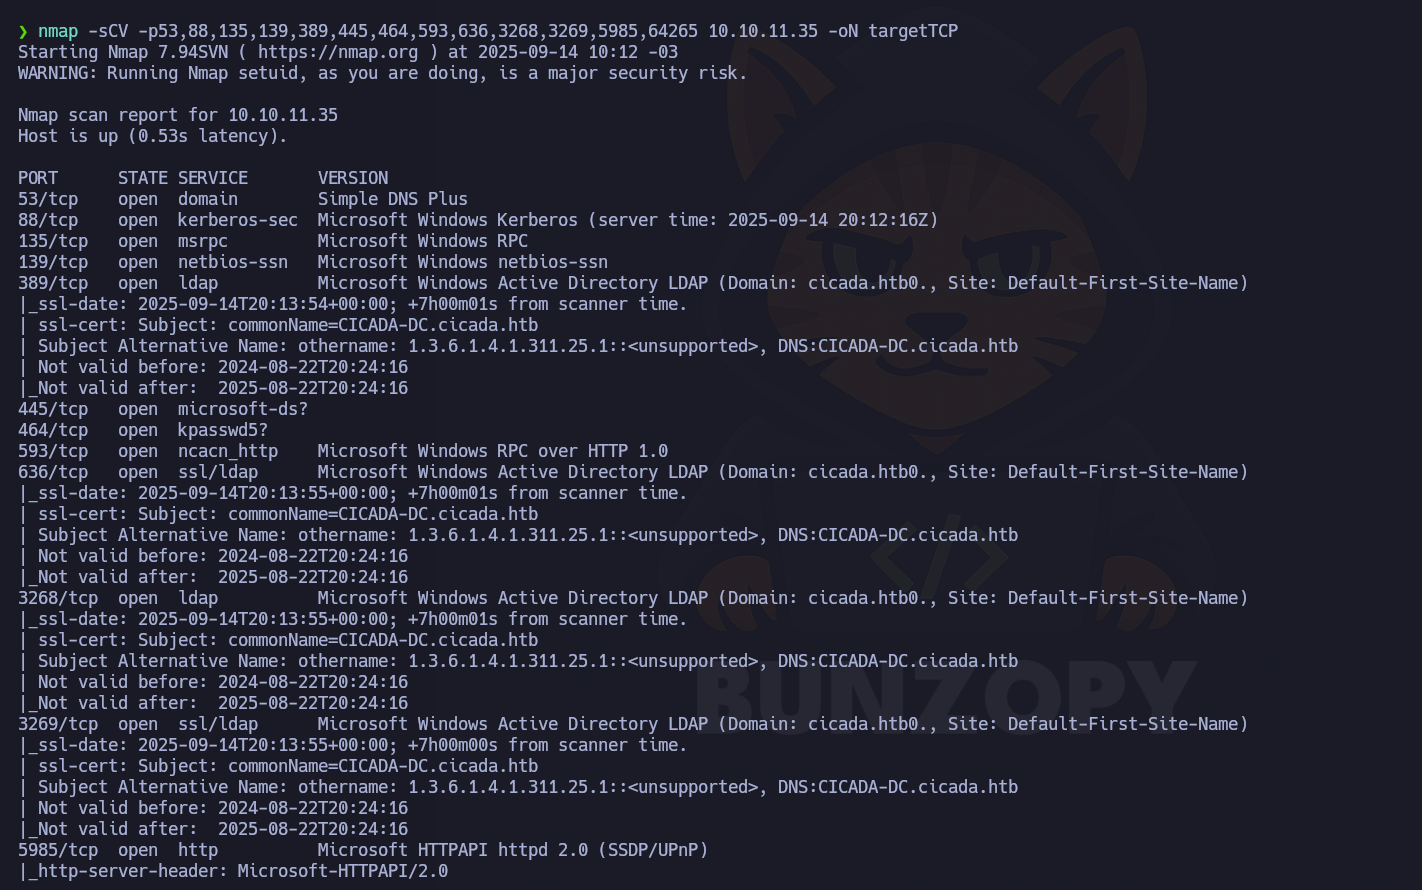 ❯ nmap -sCV -p53,88,135,139,389,445,464,593,636,3268,3269,5985,64265 10.10.11.35 -oN targetTCP
Starting Nmap 7.94SVN ( https://nmap.org ) at 2025-09-14 10:12 -03
WARNING: Running Nmap setuid, as you are doing, is a major security risk.

Nmap scan report for 10.10.11.35
Host is up (0.53s latency).

PORT      STATE SERVICE       VERSION
53/tcp    open  domain        Simple DNS Plus
88/tcp    open  kerberos-sec  Microsoft Windows Kerberos (server time: 2025-09-14 20:12:16Z)
135/tcp   open  msrpc         Microsoft Windows RPC
139/tcp   open  netbios-ssn   Microsoft Windows netbios-ssn
389/tcp   open  ldap          Microsoft Windows Active Directory LDAP (Domain: cicada.htb0., Site: Default-First-Site-Name)
|_ssl-date: 2025-09-14T20:13:54+00:00; +7h00m01s from scanner time.
| ssl-cert: Subject: commonName=CICADA-DC.cicada.htb
| Subject Alternative Name: othername: 1.3.6.1.4.1.311.25.1::<unsupported>, DNS:CICADA-DC.cicada.htb
| Not valid before: 2024-08-22T20:24:16
|_Not valid after:  2025-08-22T20:24:16
445/tcp   open  microsoft-ds?
464/tcp   open  kpasswd5?
593/tcp   open  ncacn_http    Microsoft Windows RPC over HTTP 1.0
636/tcp   open  ssl/ldap      Microsoft Windows Active Directory LDAP (Domain: cicada.htb0., Site: Default-First-Site-Name)
|_ssl-date: 2025-09-14T20:13:55+00:00; +7h00m01s from scanner time.
| ssl-cert: Subject: commonName=CICADA-DC.cicada.htb
| Subject Alternative Name: othername: 1.3.6.1.4.1.311.25.1::<unsupported>, DNS:CICADA-DC.cicada.htb
| Not valid before: 2024-08-22T20:24:16
|_Not valid after:  2025-08-22T20:24:16
3268/tcp  open  ldap          Microsoft Windows Active Directory LDAP (Domain: cicada.htb0., Site: Default-First-Site-Name)
|_ssl-date: 2025-09-14T20:13:55+00:00; +7h00m01s from scanner time.
| ssl-cert: Subject: commonName=CICADA-DC.cicada.htb
| Subject Alternative Name: othername: 1.3.6.1.4.1.311.25.1::<unsupported>, DNS:CICADA-DC.cicada.htb
| Not valid before: 2024-08-22T20:24:16
|_Not valid after:  2025-08-22T20:24:16
3269/tcp  open  ssl/ldap      Microsoft Windows Active Directory LDAP (Domain: cicada.htb0., Site: Default-First-Site-Name)
|_ssl-date: 2025-09-14T20:13:55+00:00; +7h00m00s from scanner time.
| ssl-cert: Subject: commonName=CICADA-DC.cicada.htb
| Subject Alternative Name: othername: 1.3.6.1.4.1.311.25.1::<unsupported>, DNS:CICADA-DC.cicada.htb
| Not valid before: 2024-08-22T20:24:16
|_Not valid after:  2025-08-22T20:24:16
5985/tcp  open  http          Microsoft HTTPAPI httpd 2.0 (SSDP/UPnP)
|_http-server-header: Microsoft-HTTPAPI/2.0
</>
BUNZOPY